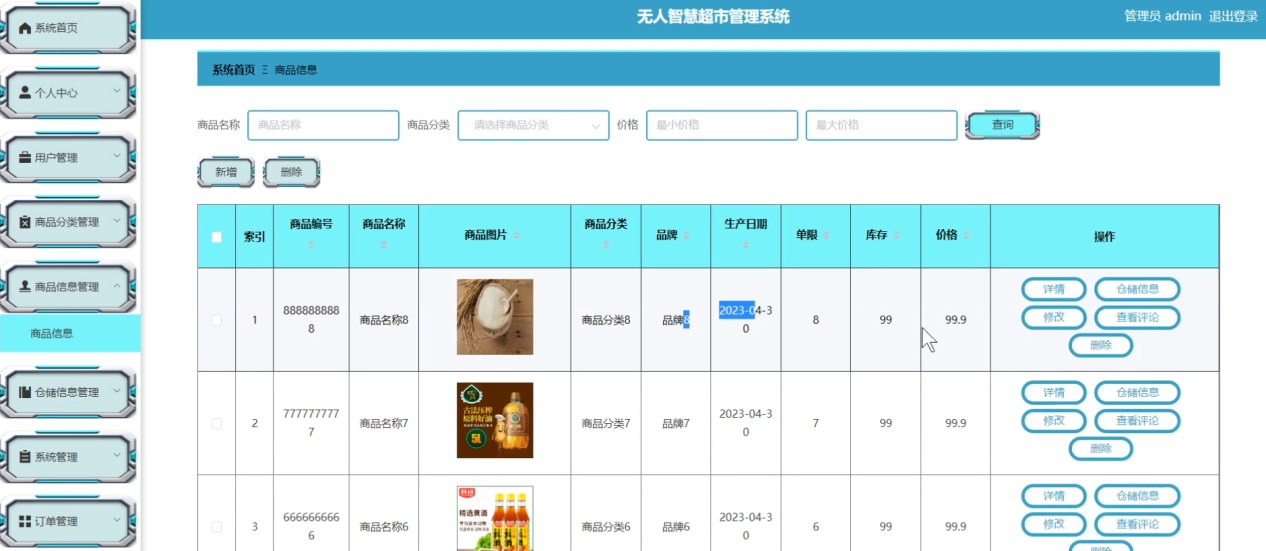 无人智慧超市管理系统
管理员 admin 退出登录
系统首页
个人中心
用户管理
商品分类管理
商品信息管理
商品信息
仓储信息管理
系统管理
订单管理
系统首页 Ξ 商品信息
商品名称 商品名称 商品分类 请选择商品分类 价格 最小价格 最大价格 查询
新增 删除
索引 商品编号 商品名称 商品图片 商品分类 品牌 生产日期 单限 库存 价格 操作
1 8888888888 商品名称8 商品分类8 品牌8 2023-04-30 8 99 99.9
详情 仓储信息
修改 查看评论
删除
2 7777777777 商品名称7 商品分类7 品牌7 2023-04-30 7 99 99.9
古法压榨
原料好油
5L
详情 仓储信息
修改 查看评论
删除
3 6666666666 商品名称6 商品分类6 品牌6 2023-04-30 6 99 99.9
精选黄酒
详情 仓储信息
修改 查看评论
删除